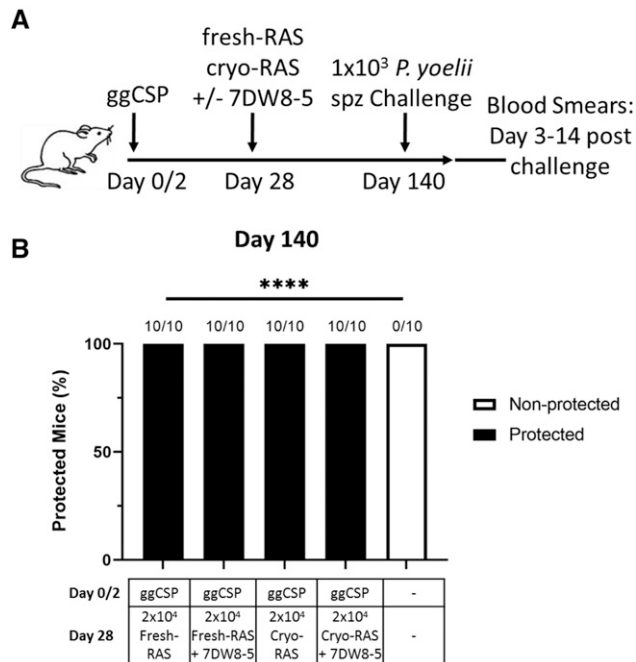 A
ggCSP
fresh-RAS
cryo-RAS
+/- 7DW8-5
1x10³ P. yoelii
spz Challenge
Blood Smears:
Day 3-14 post
challenge
Day 0/2
Day 28
Day 140
B
Day 140
****
10/10 10/10 10/10 10/10 0/10
Protected Mice (%)
100
50
0
Non-protected
Protected
Day 0/2 ggCSP ggCSP ggCSP ggCSP -
Day 28
2x10⁴
Fresh-
RAS
2x10⁴
Fresh-RAS
+ 7DW8-5
2x10⁴
Cryo-
RAS
2x10⁴
Cryo-RAS
+ 7DW8-5
-